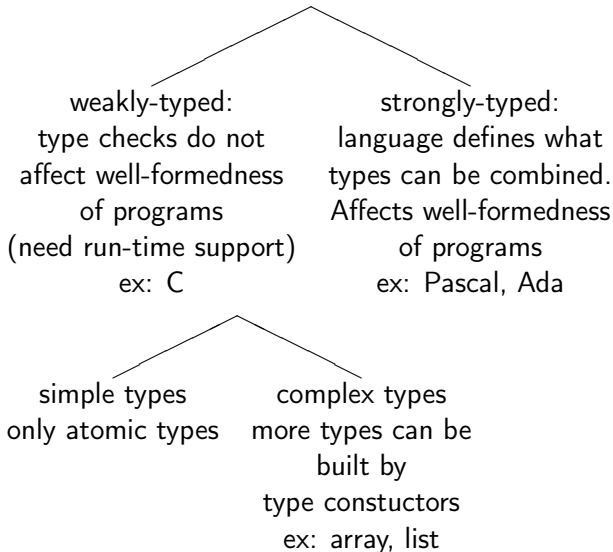 weakly-typed:
type checks do not
affect well-formedness
of programs
(need run-time support)
ex: C
strongly-typed:
language defines what
types can be combined.
Affects well-formedness
of programs
ex: Pascal, Ada
simple types
only atomic types
complex types
more types can be
built by
type constuctors
ex: array, list